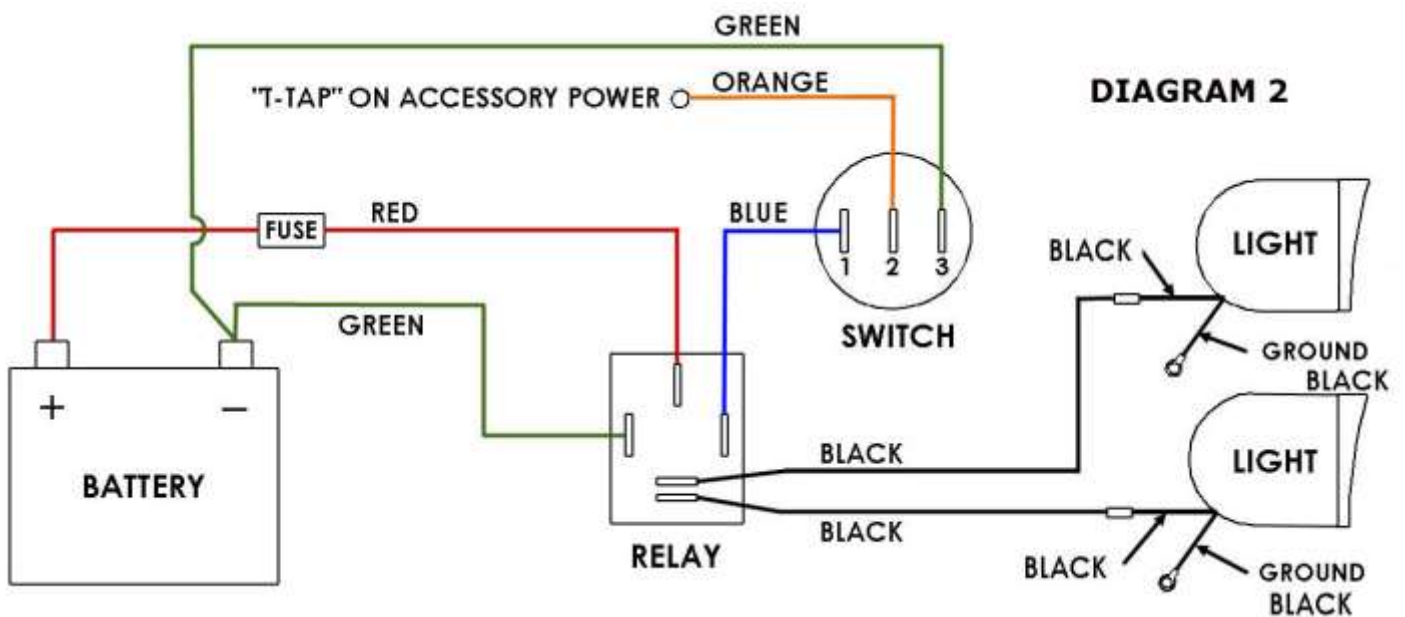 GREEN
"T-TAP" ON ACCESSORY POWER
ORANGE
DIAGRAM 2
FUSE
RED
BLUE
1 2 3
SWITCH
BLACK
LIGHT
GROUND
BLACK
GREEN
+ −
BATTERY
RELAY
BLACK
BLACK
LIGHT
BLACK
GROUND
BLACK